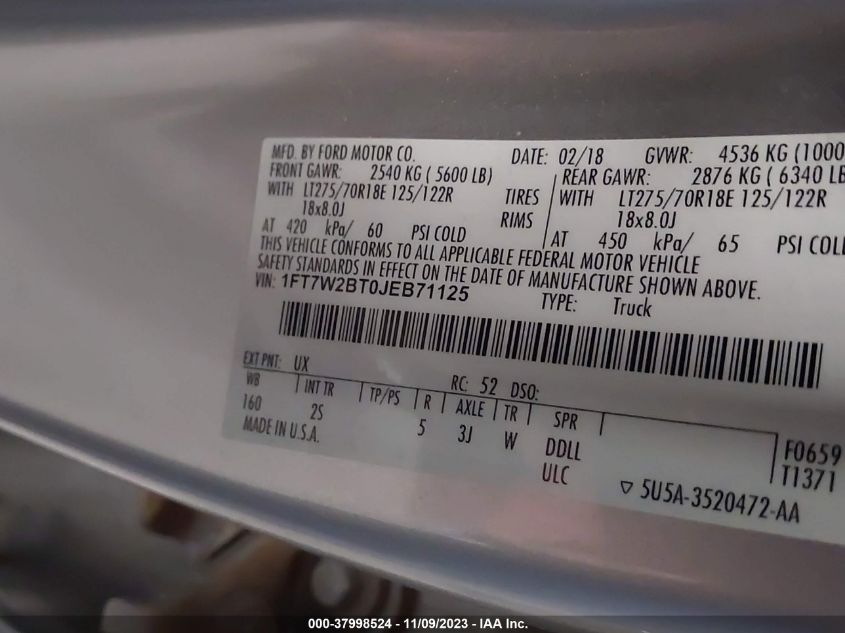 MFD. BY FORD MOTOR CO. DATE: 02/18 GVWR: 4536 KG (1000
FRONT GAWR: 2540 KG ( 5600 LB) REAR GAWR: 2876 KG ( 6340 LB
WITH LT275/70R18E 125/122R TIRES WITH LT275/70R18E 125/122R
18x8.0J RIMS 18x8.0J
AT 420 kPa/ 60 PSI COLD AT 450 kPa/ 65 PSI COL
THIS VEHICLE CONFORMS TO ALL APPLICABLE FEDERAL MOTOR VEHICLE
SAFETY STANDARDS IN EFFECT ON THE DATE OF MANUFACTURE SHOWN ABOVE.
VIN: 1FT7W2BT0JEB71125 TYPE: Truck
EXT PNT: UX RC: 52 DSO:
WB INT TR TP/PS R AXLE TR SPR
160 2S 5 3J W DDLL F0659
MADE IN U.S.A. ULC T1371
▽ 5U5A-3520472-AA
000-37998524 - 11/09/2023 - IAA Inc.